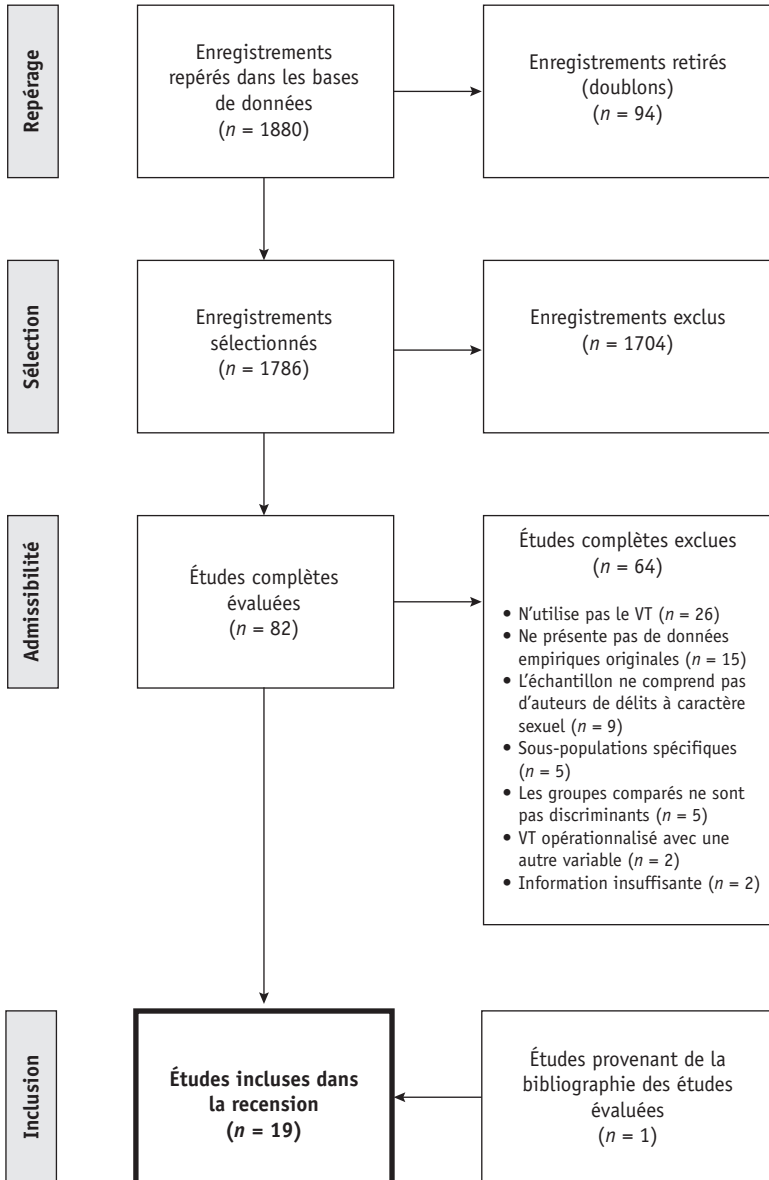 Repérage
Enregistrements
repérés dans les bases
de données
(n = 1880)
Enregistrements retirés
(doublons)
(n = 94)
Sélection
Enregistrements
sélectionnés
(n = 1786)
Enregistrements exclus
(n = 1704)
Admissibilité
Études complètes
évaluées
(n = 82)
Études complètes exclues
(n = 64)
• N'utilise pas le VT (n = 26)
• Ne présente pas de données
empiriques originales (n = 15)
• L'échantillon ne comprend pas
d'auteurs de délits à caractère
sexuel (n = 9)
• Sous-populations spécifiques
(n = 5)
• Les groupes comparés ne sont
pas discriminants (n = 5)
• VT opérationnalisé avec une
autre variable (n = 2)
• Information insuffisante (n = 2)
Inclusion
Études incluses dans
la recension
(n = 19)
Études provenant de la
bibliographie des études
évaluées
(n = 1)